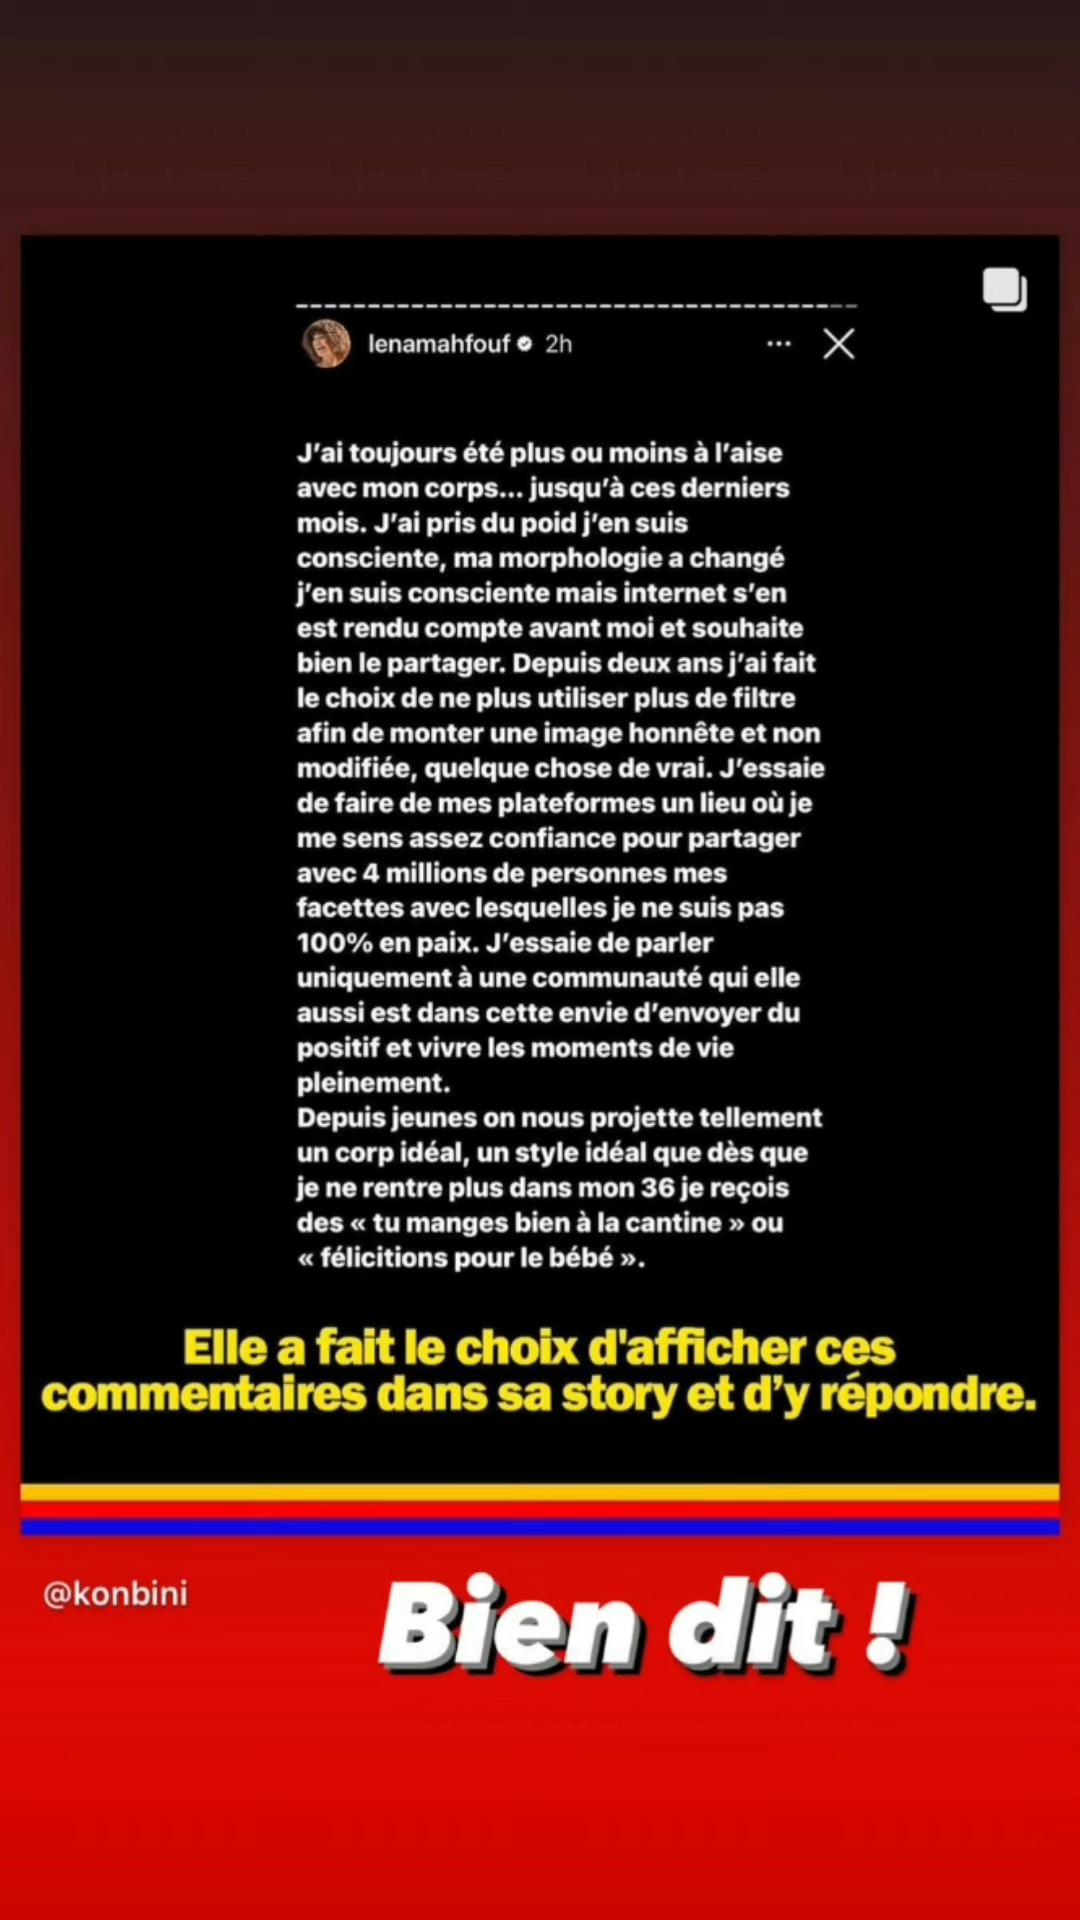 lenamahfouf 2h
J’ai toujours été plus ou moins à l’aise
avec mon corps... jusqu’à ces derniers
mois. J’ai pris du poid j’en suis
consciente, ma morphologie a changé
j’en suis consciente mais internet s’en
est rendu compte avant moi et souhaite
bien le partager. Depuis deux ans j’ai fait
le choix de ne plus utiliser plus de filtre
afin de monter une image honnête et non
modifiée, quelque chose de vrai. J’essaie
de faire de mes plateformes un lieu où je
me sens assez confiance pour partager
avec 4 millions de personnes mes
facettes avec lesquelles je ne suis pas
100% en paix. J’essaie de parler
uniquement à une communauté qui elle
aussi est dans cette envie d’envoyer du
positif et vivre les moments de vie
pleinement.
Depuis jeunes on nous projette tellement
un corp idéal, un style idéal que dès que
je ne rentre plus dans mon 36 je reçois
des « tu manges bien à la cantine » ou
« félicitions pour le bébé ».
Elle a fait le choix d'afficher ces
commentaires dans sa story et d’y répondre.
@konbini
Bien dit !